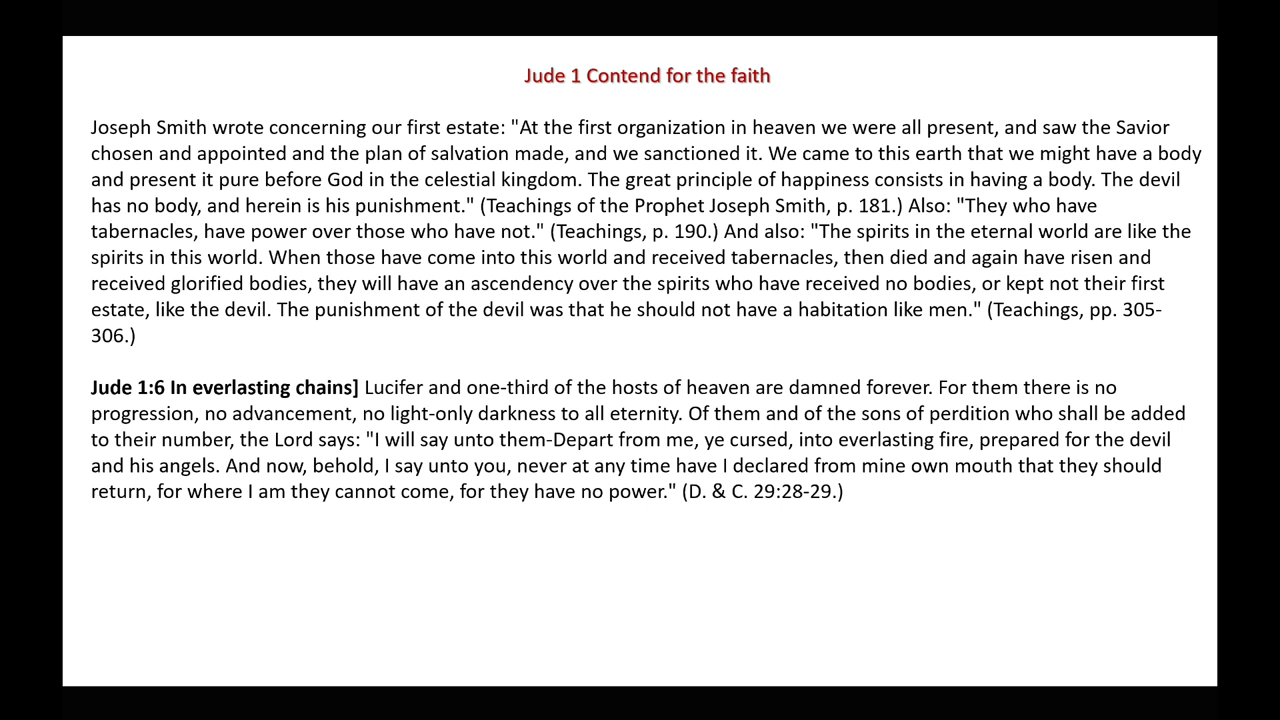 Jude 1 Contend for the faith
Joseph Smith wrote concerning our first estate: "At the first organization in heaven we were all present, and saw the Savior
chosen and appointed and the plan of salvation made, and we sanctioned it. We came to this earth that we might have a body
and present it pure before God in the celestial kingdom. The great principle of happiness consists in having a body. The devil
has no body, and herein is his punishment." (Teachings of the Prophet Joseph Smith, p. 181.) Also: "They who have
tabernacles, have power over those who have not." (Teachings, p. 190.) And also: "The spirits in the eternal world are like the
spirits in this world. When those have come into this world and received tabernacles, then died and again have risen and
received glorified bodies, they will have an ascendency over the spirits who have received no bodies, or kept not their first
estate, like the devil. The punishment of the devil was that he should not have a habitation like men." (Teachings, pp. 305-
306.)
Jude 1:6 In everlasting chains] Lucifer and one-third of the hosts of heaven are damned forever. For them there is no
progression, no advancement, no light-only darkness to all eternity. Of them and of the sons of perdition who shall be added
to their number, the Lord says: "I will say unto them-Depart from me, ye cursed, into everlasting fire, prepared for the devil
and his angels. And now, behold, I say unto you, never at any time have I declared from mine own mouth that they should
return, for where I am they cannot come, for they have no power." (D. & C. 29:28-29.)